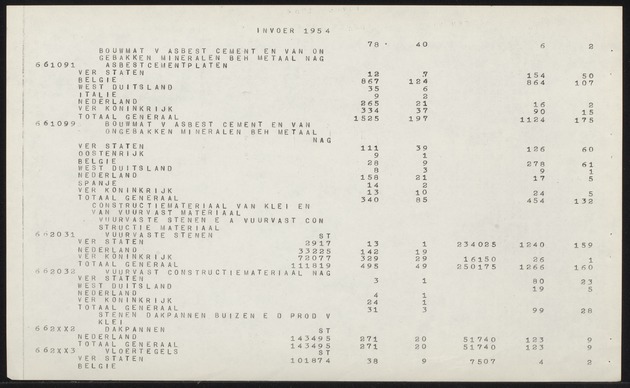 INVOER 1954
78 40 6 2
BOUWMAT V ASBEST CEMENT EN VAN ON
GEBAKKEN MINERALEN BEH METAAL NAG
661091 ASBESTCEMENTPLATEN
VER STATEN 12 7 154 50
BELGIE 867 124 864 107
WEST DUITSLAND 35 6
ITALIE 9 2
NEDERLAND 265 21 16 2
VER KONINKRIJK 334 37 90 15
TOTAAL GENERAAL 1525 197 1124 175
661099 BOUWMAT V ASBEST CEMENT EN VAN
ONGEBAKKEN MINERALEN BEH METAAL
NAG
VER STATEN 111 39 126 60
OOSTENRIJK 9 1
BELGIE 28 9 278 61
WEST DUITSLAND 8 3 9 1
NEDERLAND 158 21 17 5
SPANJE 14 2
VER KONINKRIJK 13 10 24 5
TOTAAL GENERAAL 340 85 454 132
CONSTRUCTIEMATERIAAL VAN KLEI EN
VAN VUURVAST MATERIAAL
VUURVASTE STENEN E A VUURVAST CON
STRUCTIE MATERIAAL
662031 VUURVASTE STENEN ST
VER STATEN 2917 13 1 234025 1240 159
NEDERLAND 33225 142 19
VER KONINKRIJK 72077 329 29 16150 26 1
TOTAAL GENERAAL 111819 495 49 250175 1266 160
662032 VUURVAST CONSTRUCTIEMATERIAAL NAG
VER STATEN 3 1 80 23
WEST DUITSLAND 19 5
NEDERLAND 4 1
VER KONINKRIJK 24 1
TOTAAL GENERAAL 31 3 99 28
STENEN DAKPANNEN BUIZEN E O PROD V
KLEI
662XX2 DAKPANNEN ST
NEDERLAND 143495 271 20 51740 123 9
TOTAAL GENERAAL 143495 271 20 51740 123 9
662XX3 VLOERTEGELS ST
VER STATEN 101874 38 9 7507 4 2
BELGIE